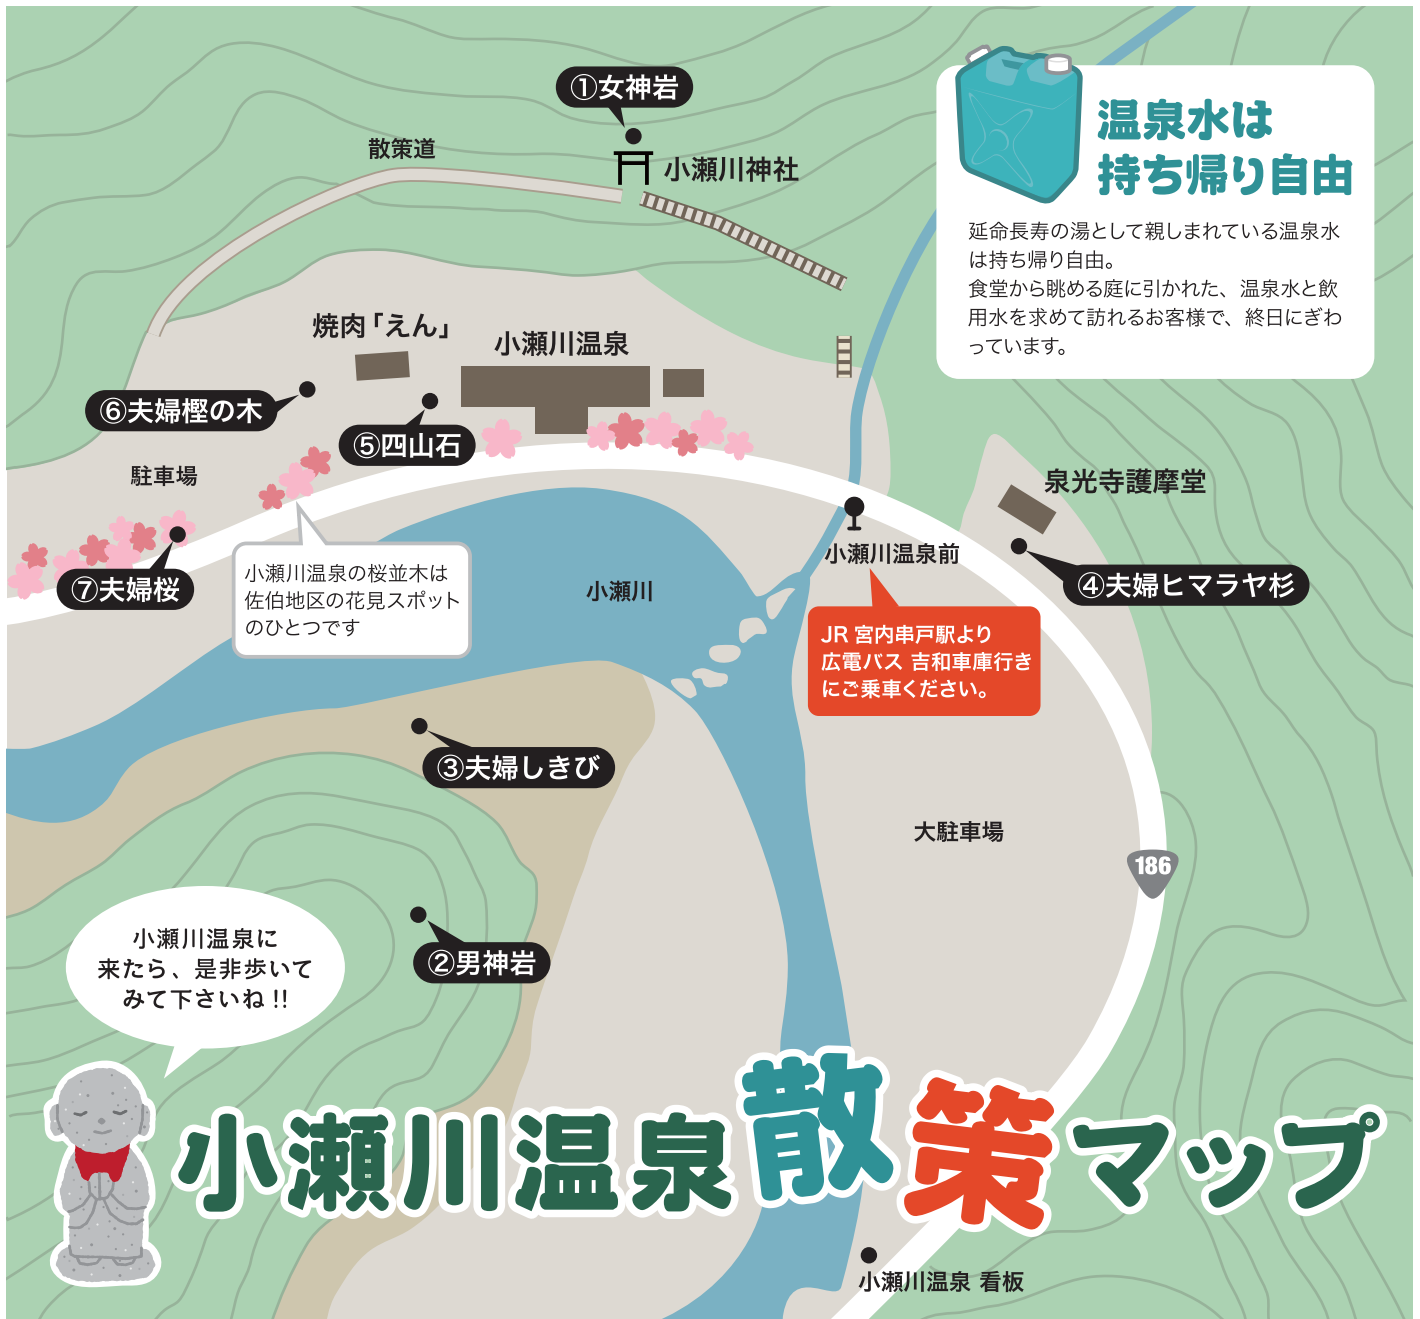 ①女神岩
散策道
小瀬川神社
温泉水は
持ち帰り自由
延命長寿の湯として親しまれている温泉水
は持ち帰り自由。
食堂から眺める庭に引かれた、温泉水と飲
用水を求めて訪れるお客様で、終日にぎわ
っています。
焼肉「えん」
小瀬川温泉
⑥夫婦樫の木
⑤四山石
駐車場
泉光寺護摩堂
小瀬川温泉前
④夫婦ヒマラヤ杉
⑦夫婦桜
小瀬川温泉の桜並木は
佐伯地区の花見スポット
のひとつです
小瀬川
JR 宮内串戸駅より
広電バス 吉和車庫行き
にご乗車ください。
③夫婦しきび
大駐車場
186
②男神岩
小瀬川温泉に
来たら、是非歩いて
みて下さいね !!
小瀬川温泉散策マップ
小瀬川温泉 看板